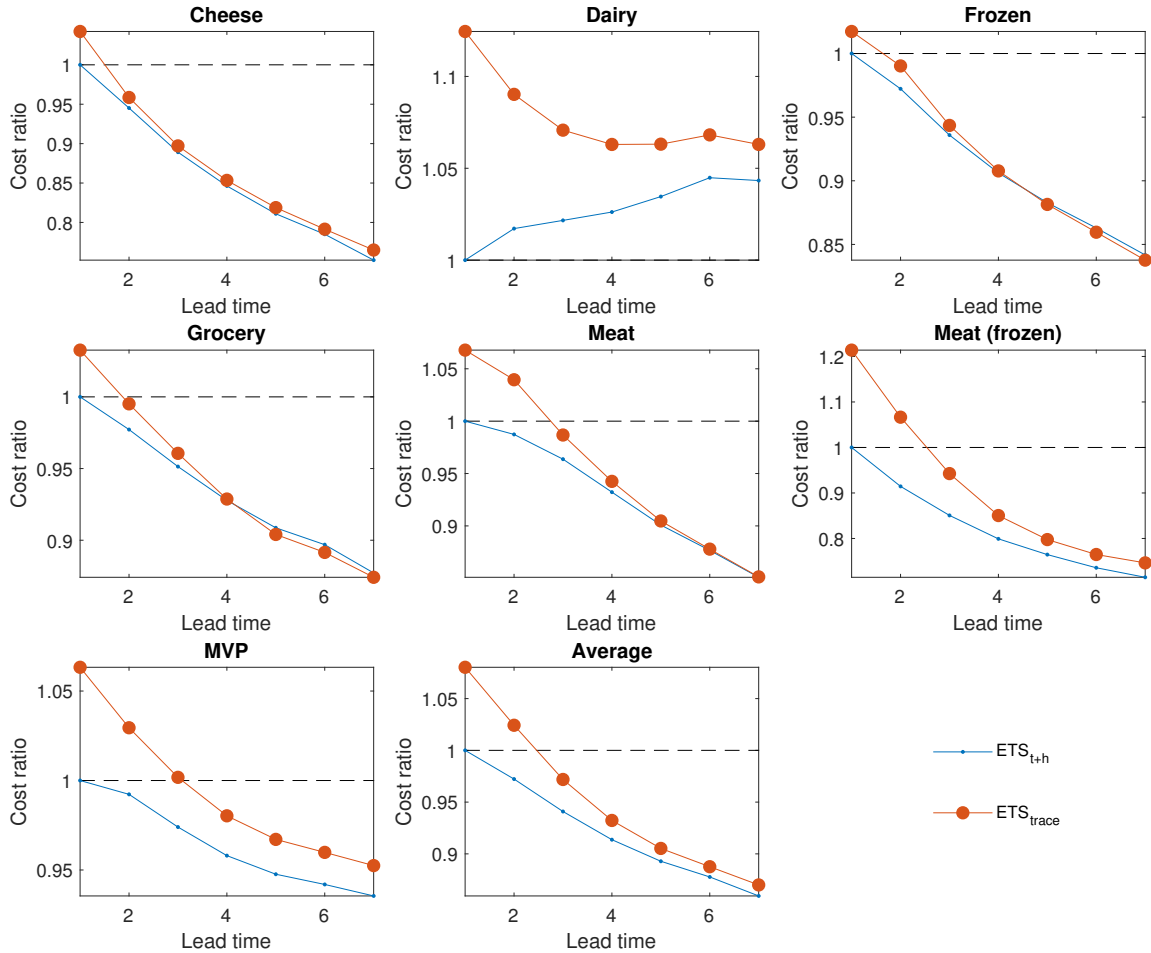 Cheese
Cost ratio
1
0.95
0.9
0.85
0.8
2 4 6
Lead time
Dairy
Cost ratio
1.1
1.05
1
2 4 6
Lead time
Frozen
Cost ratio
1
0.95
0.9
0.85
2 4 6
Lead time
Grocery
Cost ratio
1
0.95
0.9
2 4 6
Lead time
Meat
Cost ratio
1.05
1
0.95
0.9
2 4 6
Lead time
Meat (frozen)
Cost ratio
1.2
1.1
1
0.9
0.8
2 4 6
Lead time
MVP
Cost ratio
1.05
1
0.95
2 4 6
Lead time
Average
Cost ratio
1.05
1
0.95
0.9
2 4 6
Lead time
ETS t+h
ETS trace